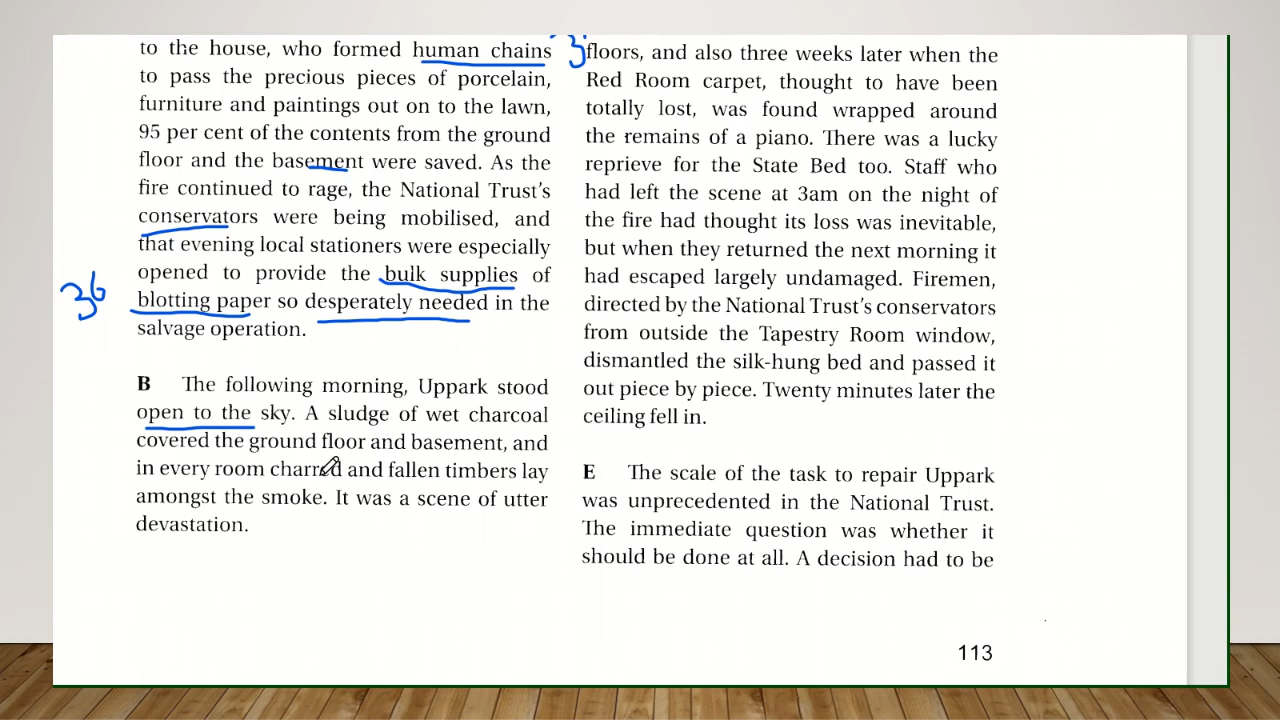 to the house, who formed human chains
to pass the precious pieces of porcelain,
furniture and paintings out on to the lawn,
95 per cent of the contents from the ground
floor and the basement were saved. As the
fire continued to rage, the National Trust's
conservators were being mobilised, and
that evening local stationers were especially
opened to provide the bulk supplies of
36
blotting paper so desperately needed in the
salvage operation.
B The following morning, Uppark stood
open to the sky. A sludge of wet charcoal
covered the ground floor and basement, and
in every room charred and fallen timbers lay
amongst the smoke. It was a scene of utter
devastation.
floors, and also three weeks later when the
Red Room carpet, thought to have been
totally lost, was found wrapped around
the remains of a piano. There was a lucky
reprieve for the State Bed too. Staff who
had left the scene at 3am on the night of
the fire had thought its loss was inevitable,
but when they returned the next morning it
had escaped largely undamaged. Firemen,
directed by the National Trust's conservators
from outside the Tapestry Room window,
dismantled the silk-hung bed and passed it
out piece by piece. Twenty minutes later the
ceiling fell in.
E The scale of the task to repair Uppark
was unprecedented in the National Trust.
The immediate question was whether it
should be done at all. A decision had to be
113